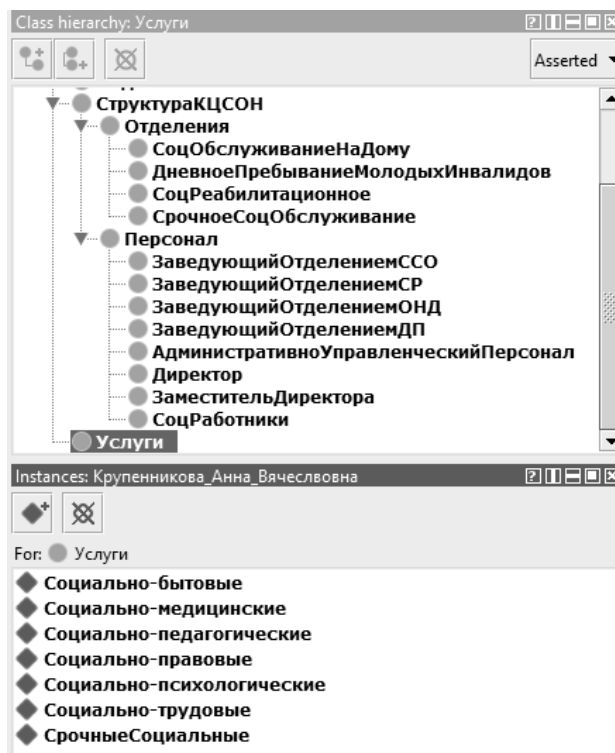 Class hierarchy: Услуги
Asserted
СтруктураКЦСОН
Отделения
СоцОбслуживаниеНаДому
ДневноеПребываниеМолодыхИнвалидов
СоцРеабилитационное
СрочноеСоцОбслуживание
Персонал
ЗаведующийОтделениемССО
ЗаведующийОтделениемСР
ЗаведующийОтделениемОНД
ЗаведующийОтделениемДП
АдминистративноУправленческийПерсонал
Директор
ЗаместительДиректора
СоцРаботники
Услуги
Instances: Крупенникова_Анна_Вячеслвовна
For: Услуги
Социально-бытовые
Социально-медицинские
Социально-педагогические
Социально-правовые
Социально-психологические
Социально-трудовые
СрочныеСоциальные